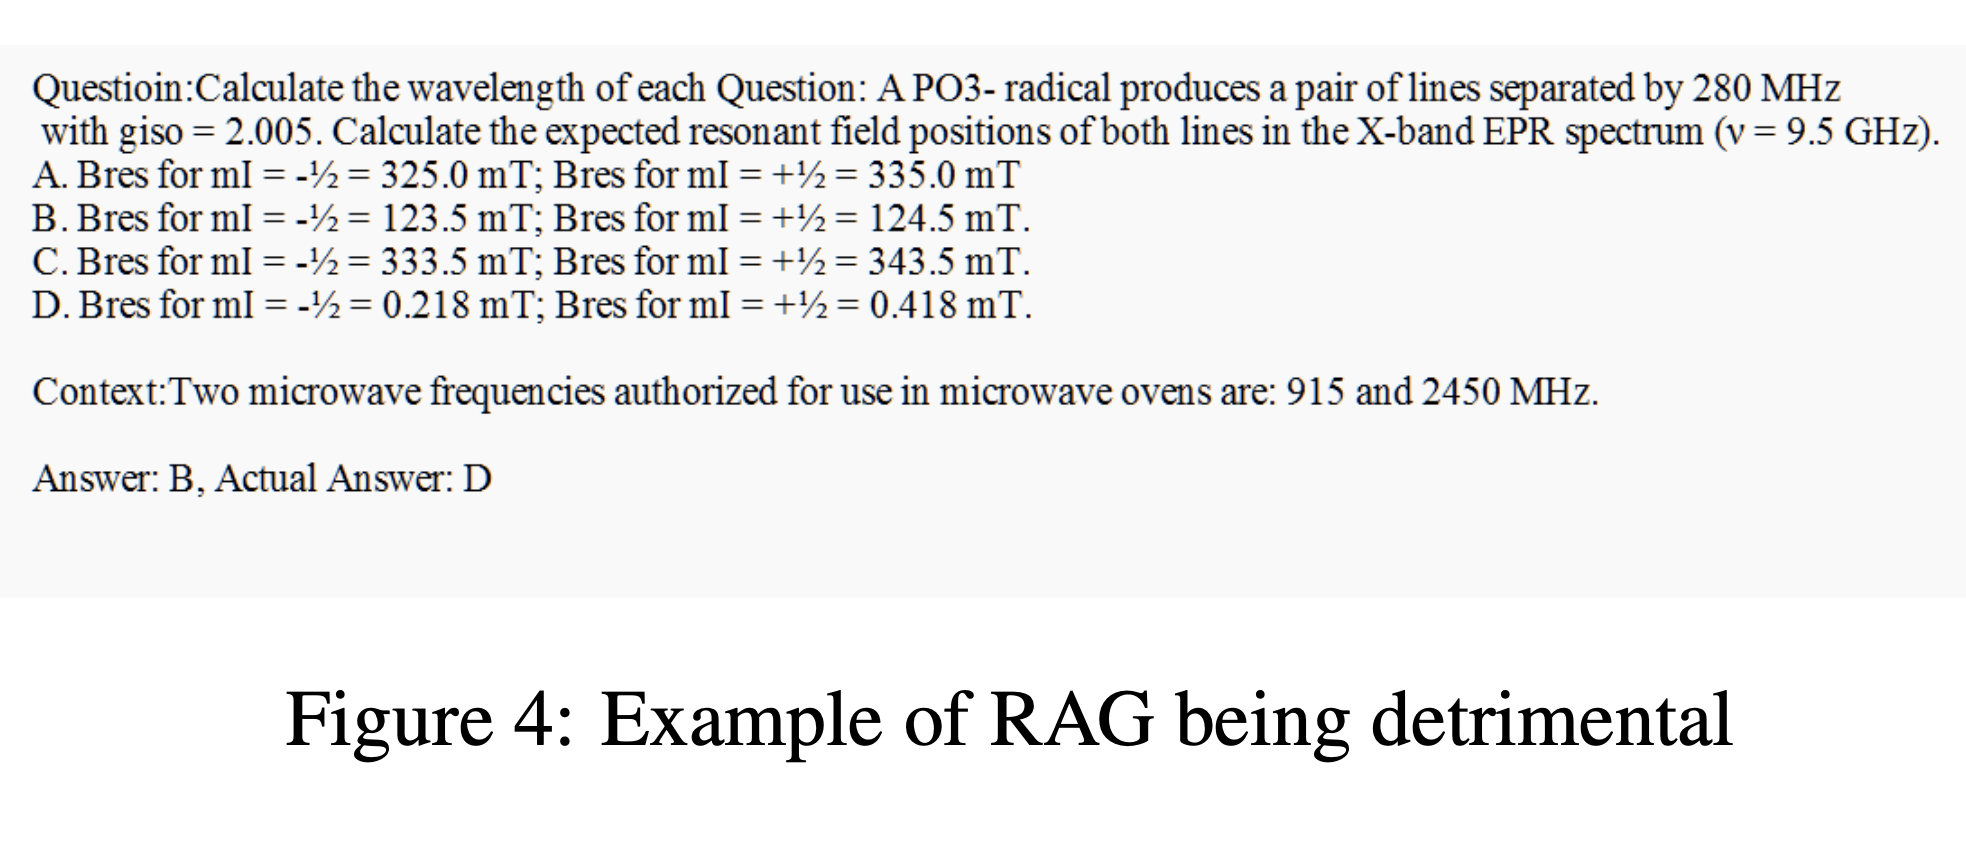 Questioin:Calculate the wavelength of each Question: A PO3- radical produces a pair of lines separated by 280 MHz
with giso = 2.005. Calculate the expected resonant field positions of both lines in the X-band EPR spectrum (ν = 9.5 GHz).
A. Bres for mI = -½ = 325.0 mT; Bres for mI = +½ = 335.0 mT
B. Bres for mI = -½ = 123.5 mT; Bres for mI = +½ = 124.5 mT.
C. Bres for mI = -½ = 333.5 mT; Bres for mI = +½ = 343.5 mT.
D. Bres for mI = -½ = 0.218 mT; Bres for mI = +½ = 0.418 mT.
Context:Two microwave frequencies authorized for use in microwave ovens are: 915 and 2450 MHz.
Answer: B, Actual Answer: D
Figure 4: Example of RAG being detrimental